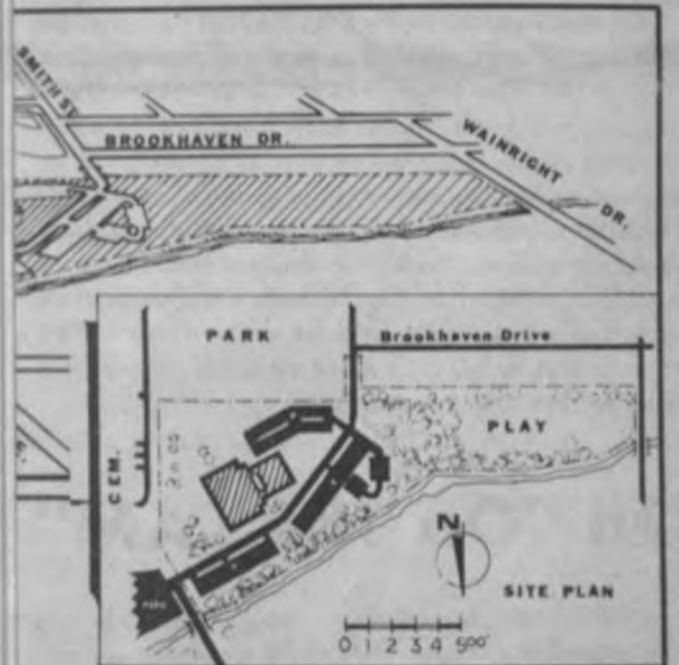 SMITH ST.
BROOKHAVEN DR.
WAINRIGHT
DR.
PARK
Brookhaven Drive
PLAY
CEM.
N
SITE PLAN
0 1 2 3 4 500'